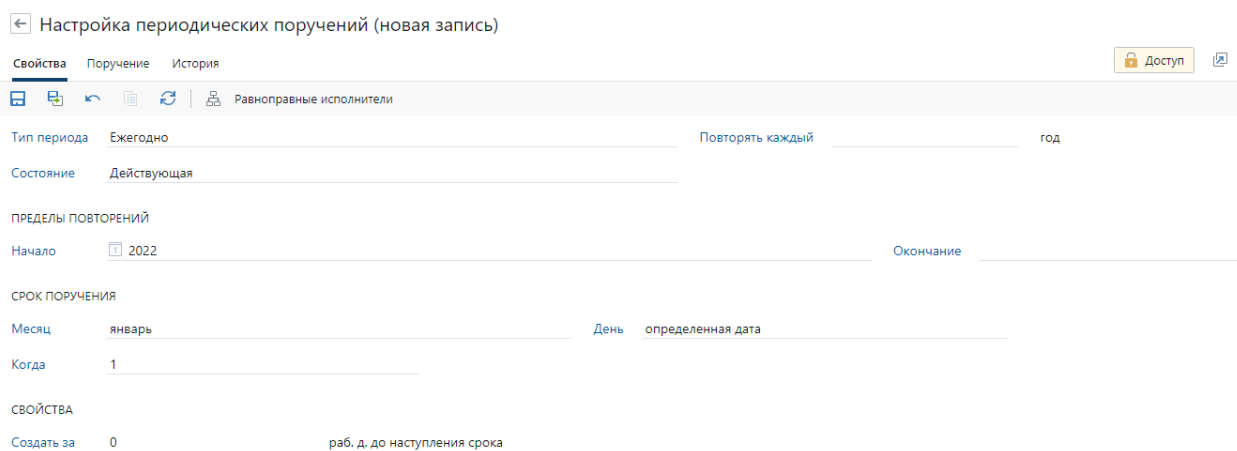 Настройка периодических поручений (новая запись)
Свойства Поручение История Доступ
Равноправные исполнители
Тип периода Ежегодно Повторять каждый год
Состояние Действующая
ПРЕДЕЛЫ ПОВТОРЕНИЙ
Начало 1 2022 Окончание
СРОК ПОРУЧЕНИЯ
Месяц январь День определенная дата
Когда 1
СВОЙСТВА
Создать за 0 раб. д. до наступления срока